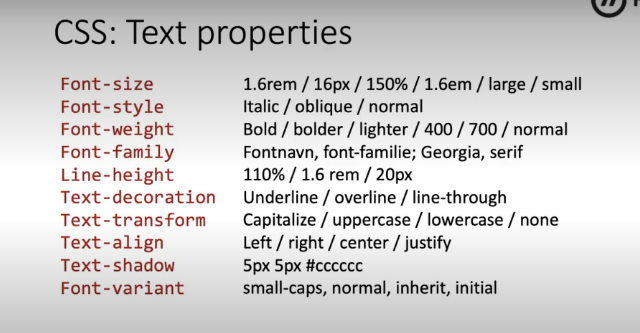 CSS: Text properties
Font-size 1.6rem / 16px / 150% / 1.6em / large / small
Font-style Italic / oblique / normal
Font-weight Bold / bolder / lighter / 400 / 700 / normal
Font-family Fontnavn, font-familie; Georgia, serif
Line-height 110% / 1.6 rem / 20px
Text-decoration Underline / overline / line-through
Text-transform Capitalize / uppercase / lowercase / none
Text-align Left / right / center / justify
Text-shadow 5px 5px #cccccc
Font-variant small-caps, normal, inherit, initial